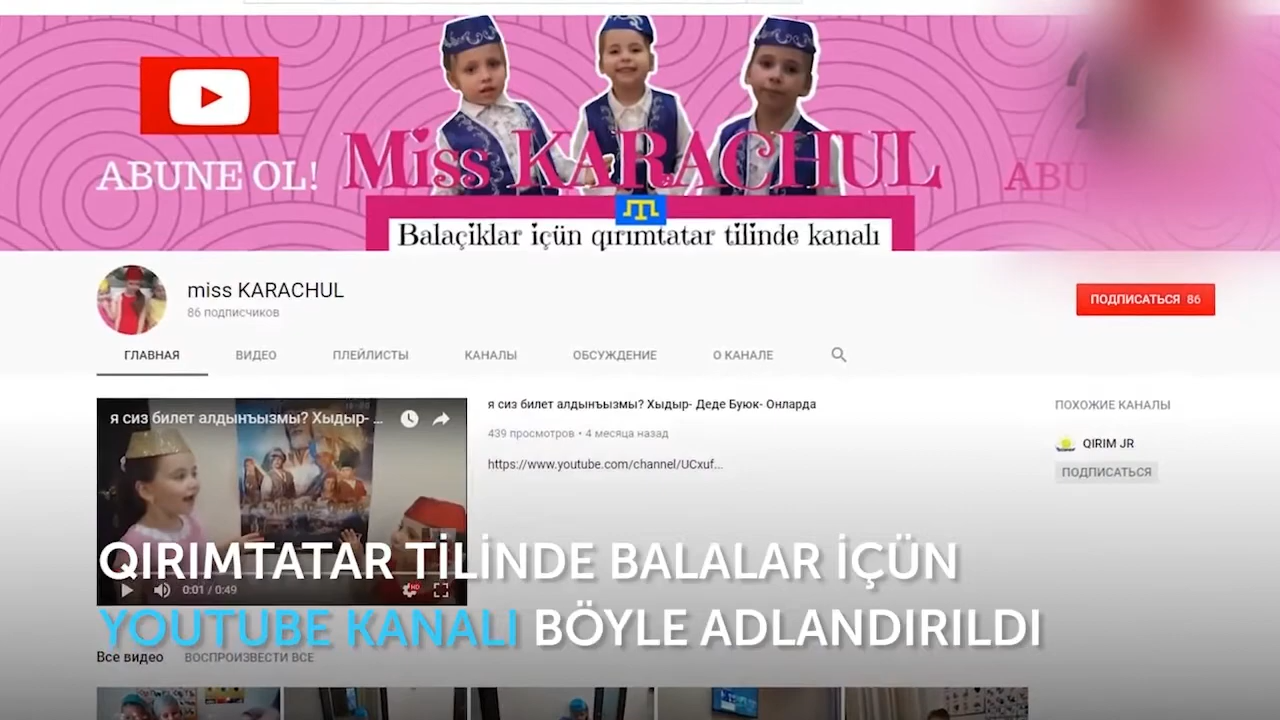 ABUNE OL!
Miss KARACHUL
ABU
Balaçiklar içün qırımtatar tilinde kanalı
miss KARACHUL
86 подписчиков
ПОДПИСАТЬСЯ 86
ГЛАВНАЯ ВИДЕО ПЛЕЙЛИСТЫ КАНАЛЫ ОБСУЖДЕНИЕ О КАНАЛЕ
я сиз билет алдынъызмы? Хыдыр- ...
я сиз билет алдынъызмы? Хыдыр- Деде Буюк- Онларда
439 просмотров • 4 месяца назад
https://www.youtube.com/channel/UCxuf...
ПОХОЖИЕ КАНАЛЫ
QIRIM JR
ПОДПИСАТЬСЯ
QIRIMTATAR TİLİNDE BALALAR İÇÜN
0:01 / 0:49
HD
YOUTUBE KANALI BÖYLE ADLANDIRILDI
Все видео ВОСПРОИЗВЕСТИ ВСЕ